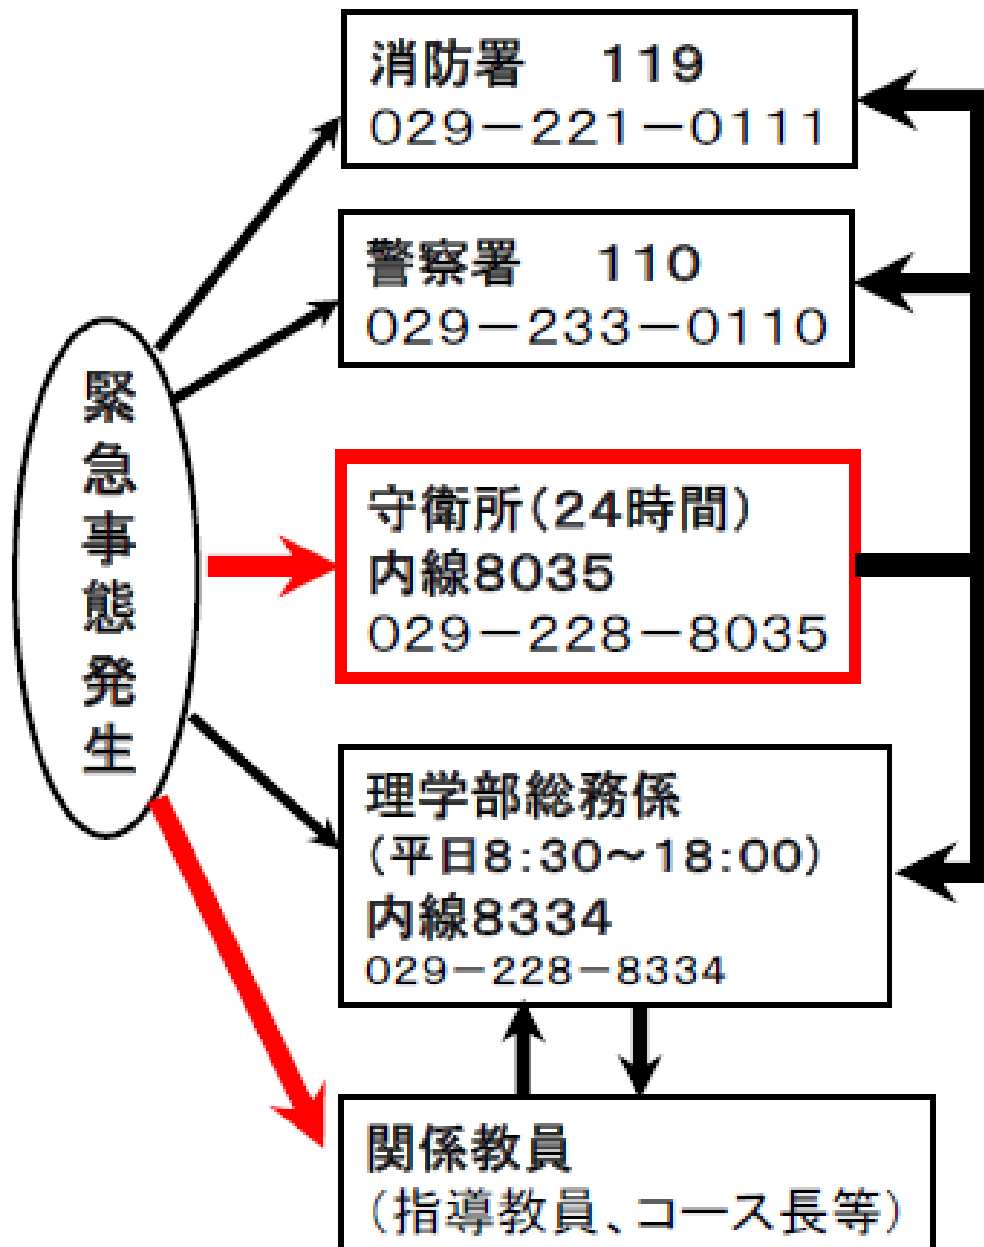 消防署　119
029－221－0111
警察署　110
029－233－0110
緊急事態発生
守衛所（24時間）
内線8035
029－228－8035
理学部総務係
（平日8：30～18：00）
内線8334
029－228－8334
関係教員
（指導教員、コース長等）